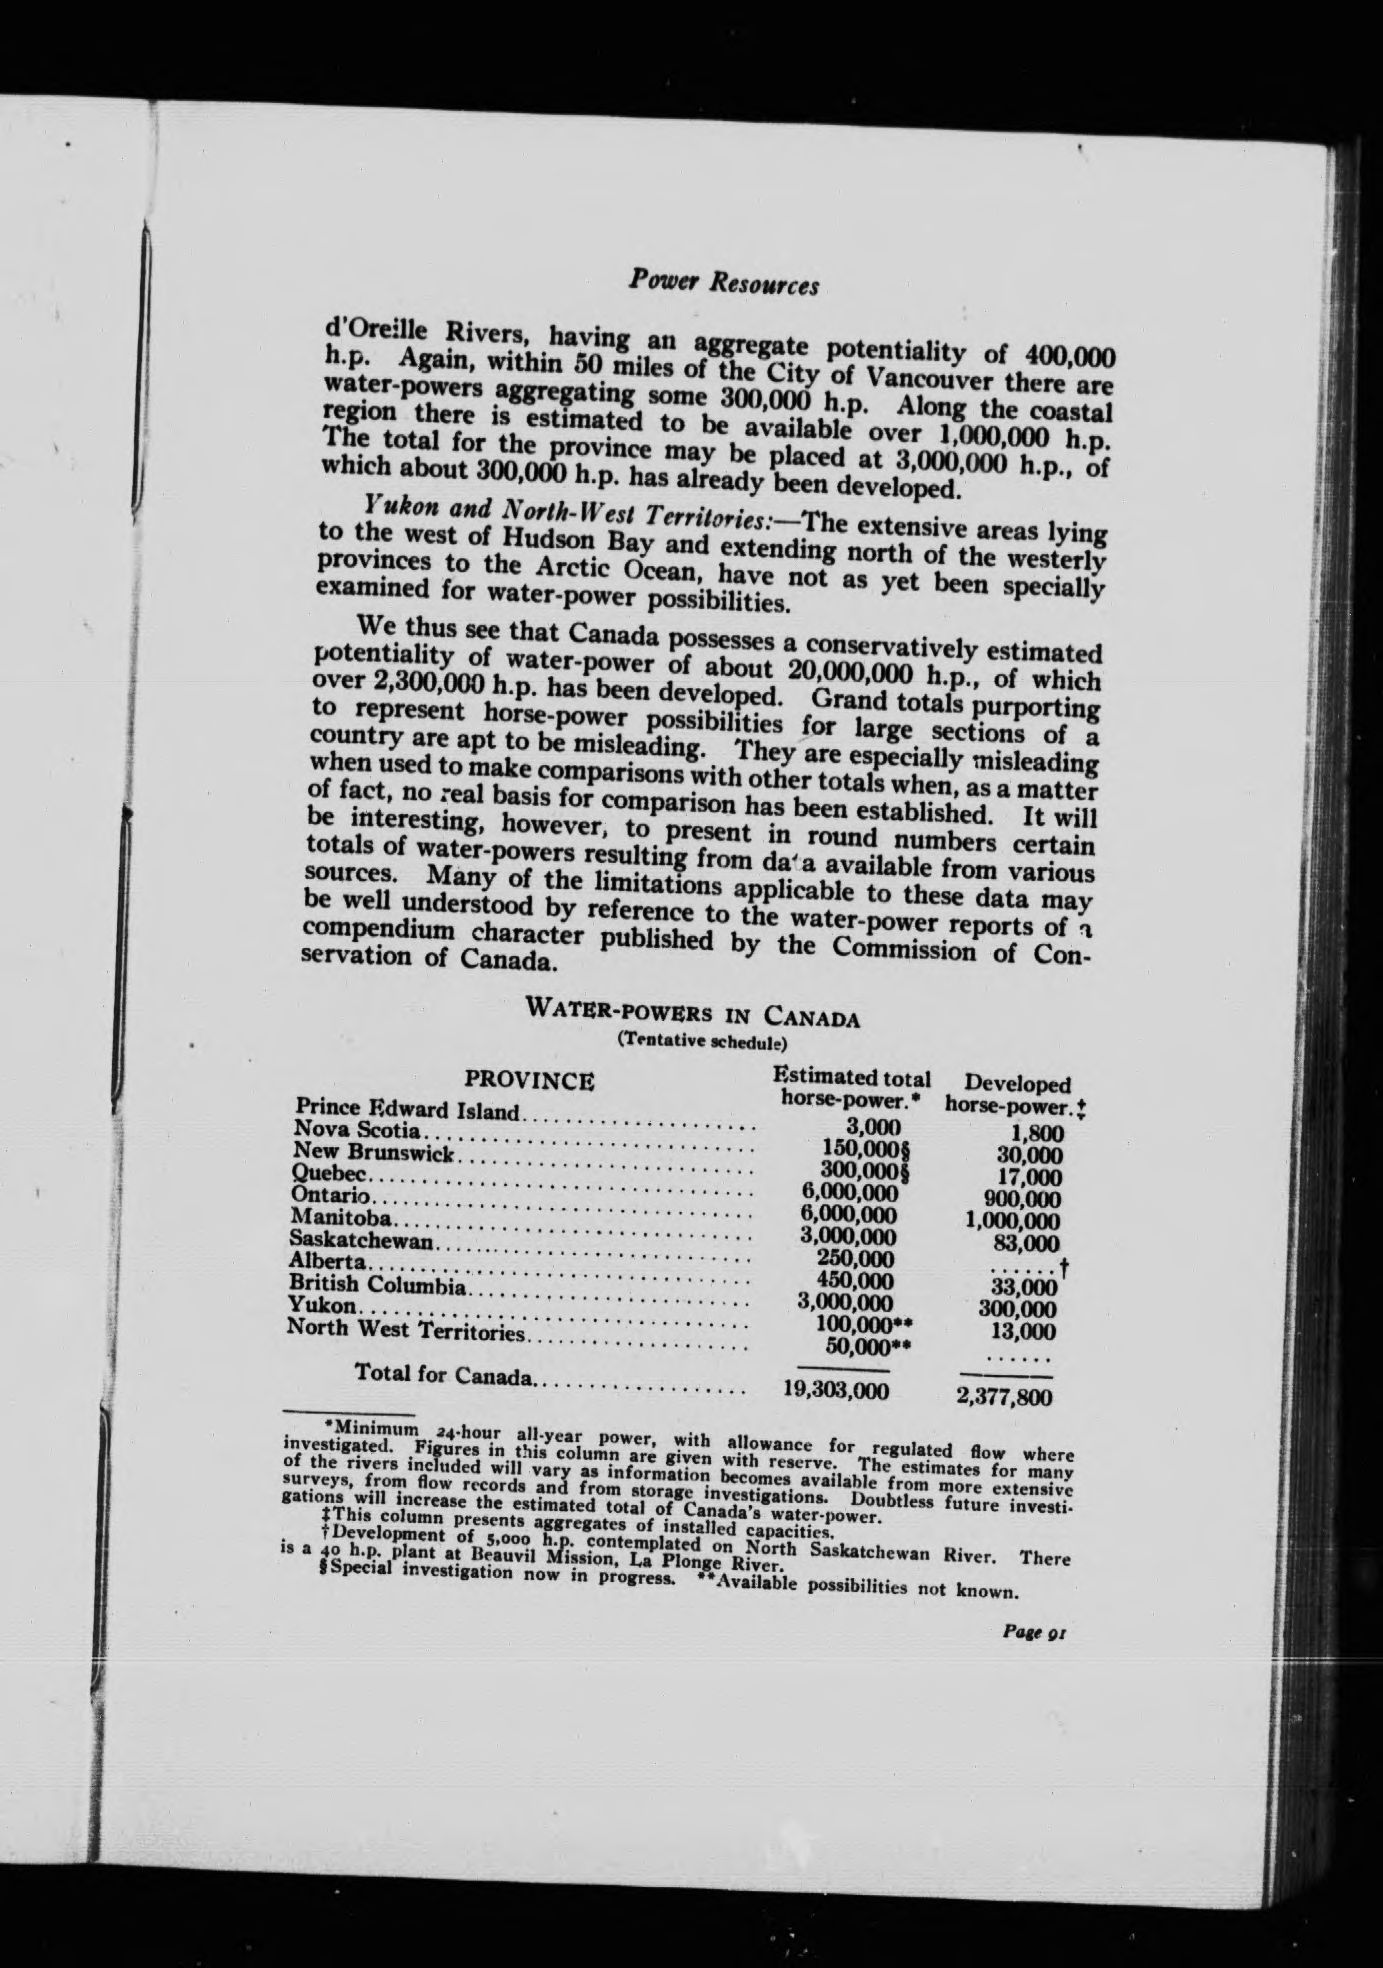 Power Resources
d'Oreille Rivers, having an aggregate potentiality of 400,000
h.p. Again, within 50 miles of the City of Vancouver there are
water-powers aggregating some 300,000 h.p. Along the coastal
region there is estimated to be available over 1,000,000 h.p.
The total for the province may be placed at 3,000,000 h.p., of
which about 300,000 h.p. has already been developed.
Yukon and North-West Territories:—The extensive areas lying
to the west of Hudson Bay and extending north of the westerly
provinces to the Arctic Ocean, have not as yet been specially
examined for water-power possibilities.
We thus see that Canada possesses a conservatively estimated
potentiality of water-power of about 20,000,000 h.p., of which
over 2,300,000 h.p. has been developed. Grand totals purporting
to represent horse-power possibilities for large sections of a
country are apt to be misleading. They are especially misleading
when used to make comparisons with other totals when, as a matter
of fact, no real basis for comparison has been established. It will
be interesting, however, to present in round numbers certain
totals of water-powers resulting from data available from various
sources. Many of the limitations applicable to these data may
be well understood by reference to the water-power reports of a
compendium character published by the Commission of Con-
servation of Canada.
WATER-POWERS IN CANADA
(Tentative schedule)
PROVINCE Estimated total horse-power.* Developed horse-power.‡
Prince Edward Island.................... 3,000 1,800
Nova Scotia............................. 150,000§ 30,000
New Brunswick.......................... 300,000§ 17,000
Quebec................................. 6,000,000 900,000
Ontario................................. 6,000,000 1,000,000
Manitoba............................... 3,000,000 83,000
Saskatchewan........................... 250,000 ......†
Alberta................................. 450,000 33,000
British Columbia........................ 3,000,000 300,000
Yukon.................................. 100,000** 13,000
North West Territories................... 50,000** ......
Total for Canada................... 19,303,000 2,377,800
*Minimum 24-hour all-year power, with allowance for regulated flow where
investigated. Figures in this column are given with reserve. The estimates for many
of the rivers included will vary as information becomes available from more extensive
surveys, from flow records and from storage investigations. Doubtless future investi-
gations will increase the estimated total of Canada's water-power.
‡This column presents aggregates of installed capacities.
†Development of 5,000 h.p. contemplated on North Saskatchewan River. There
is a 40 h.p. plant at Beauvil Mission, La Plonge River.
§Special investigation now in progress. **Available possibilities not known.
Page 91